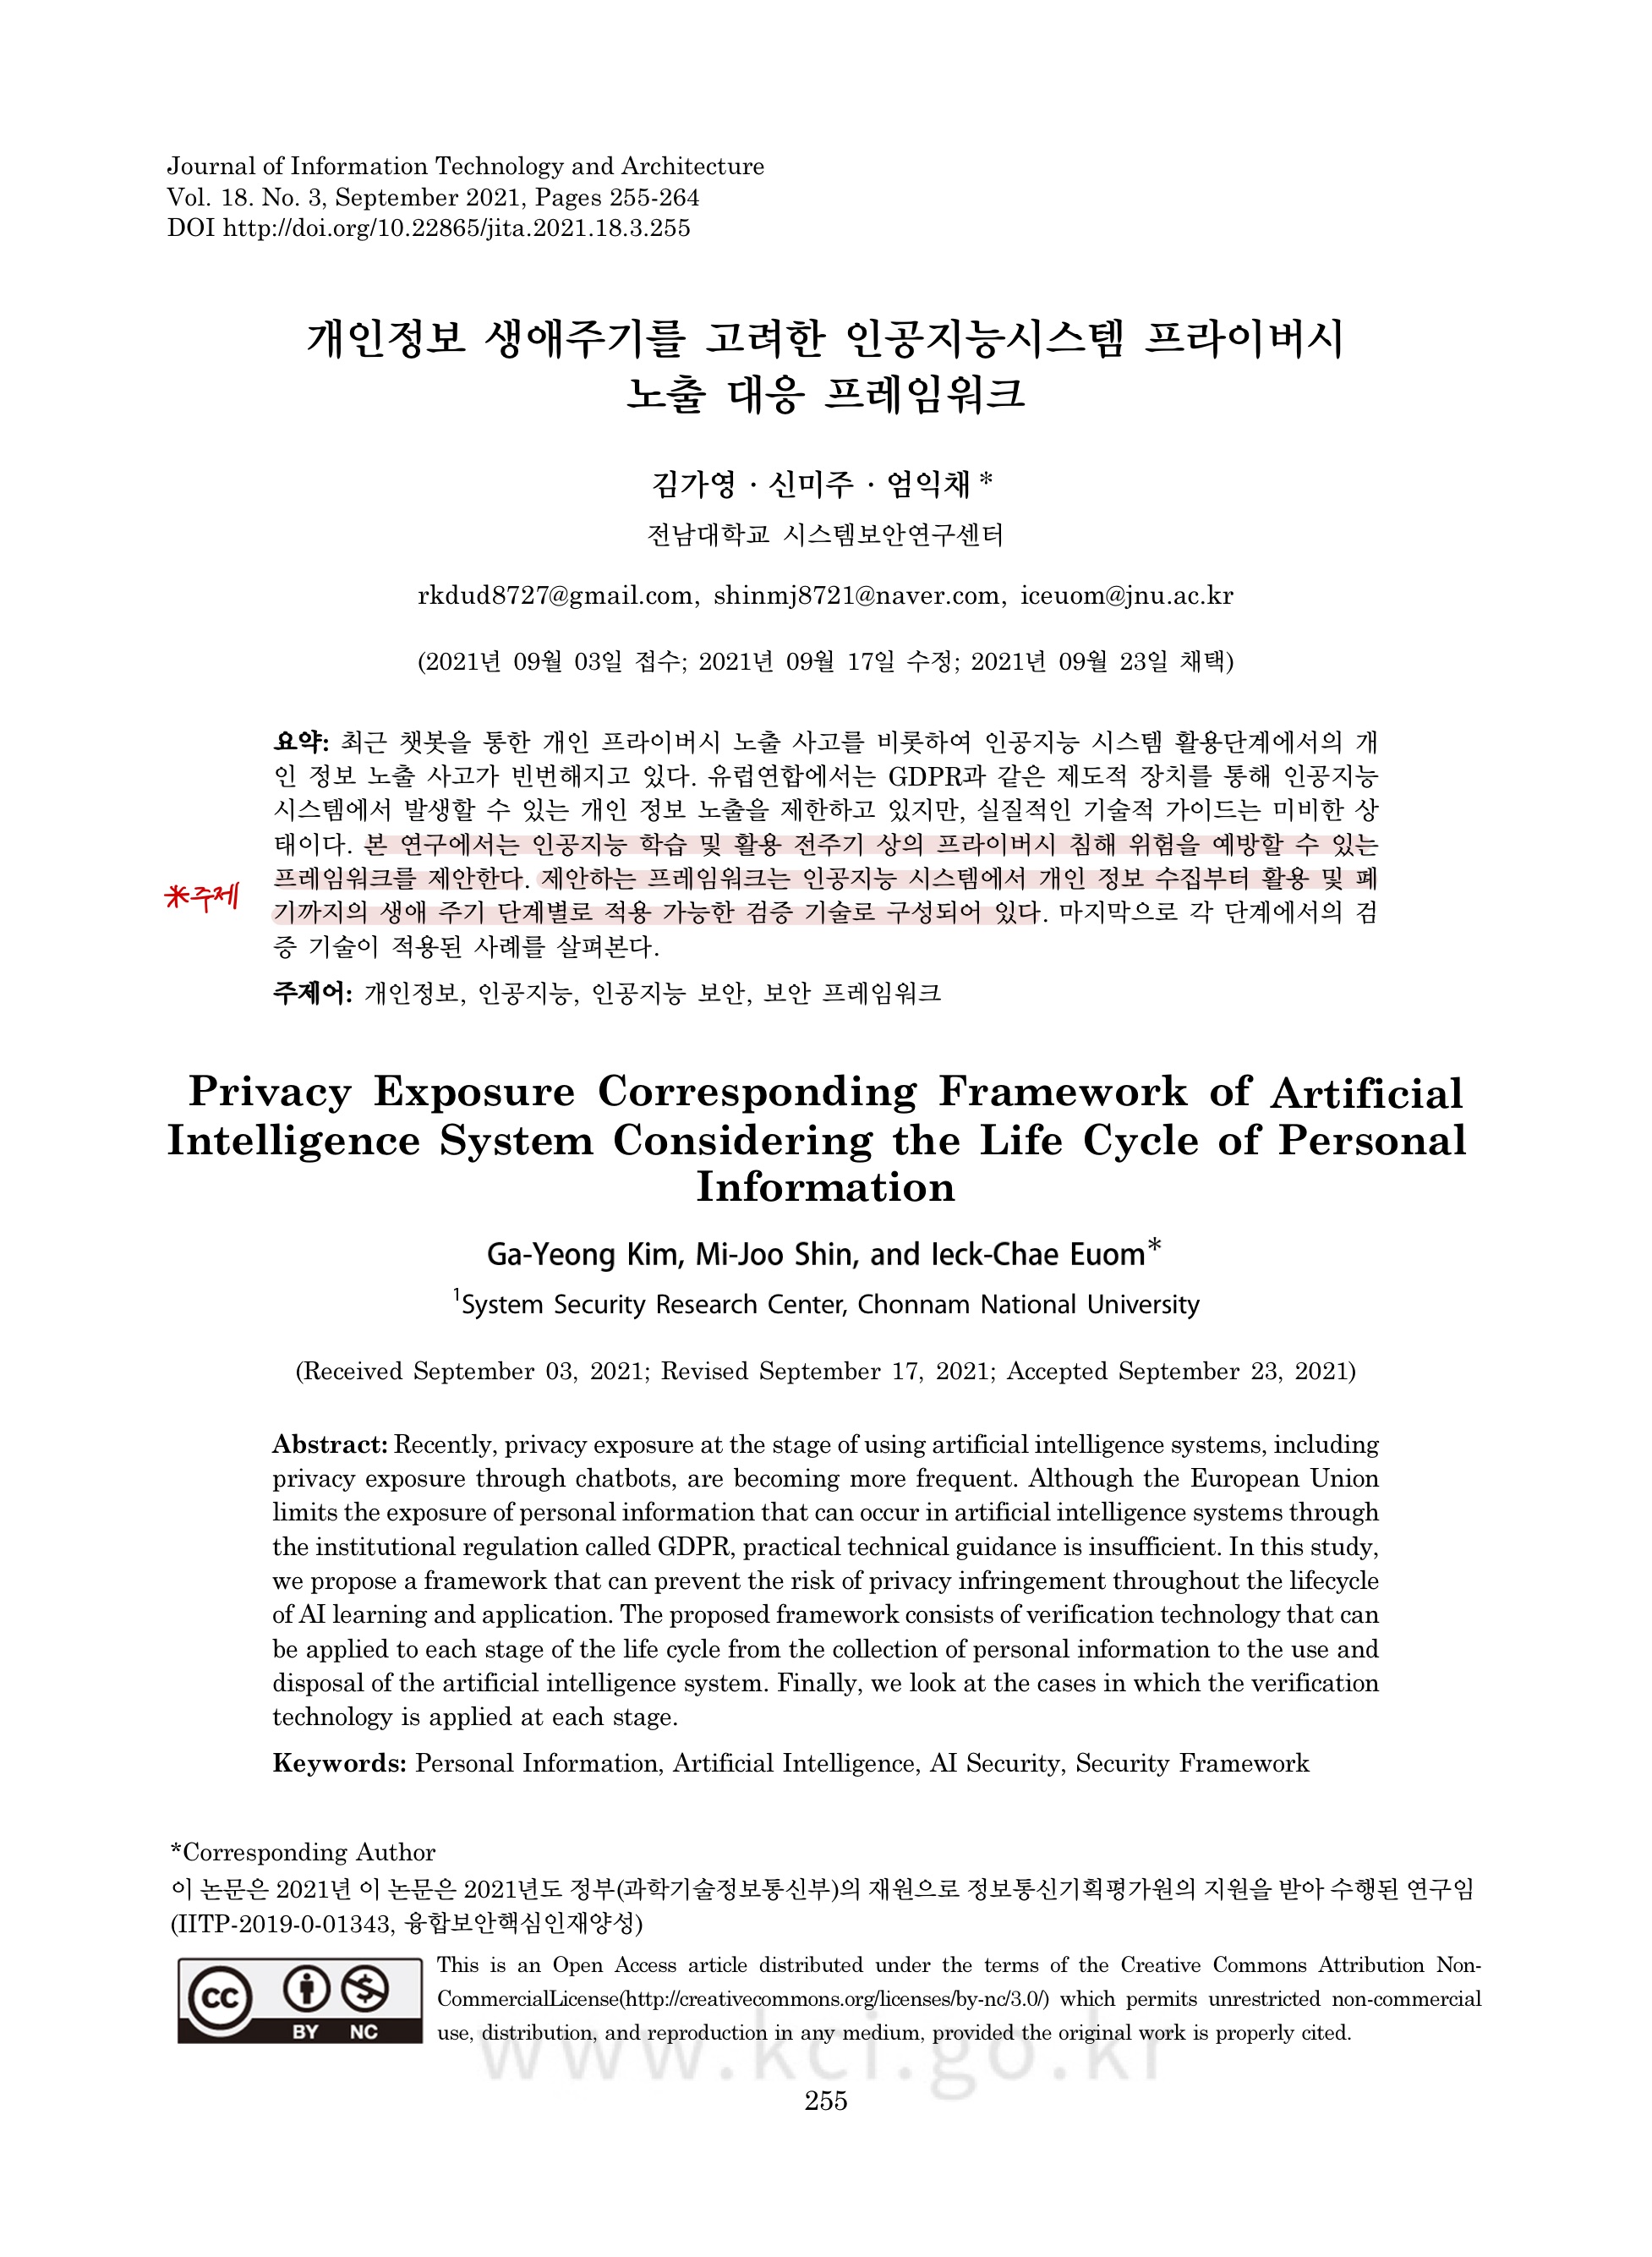 Journal of Information Technology and Architecture
Vol. 18. No. 3, September 2021, Pages 255-264
DOI http://doi.org/10.22865/jita.2021.18.3.255
개인정보 생애주기를 고려한 인공지능시스템 프라이버시
노출 대응 프레임워크
김가영 · 신미주 · 엄익채 *
전남대학교 시스템보안연구센터
rkdud8727@gmail.com, shinmj8721@naver.com, iceuom@jnu.ac.kr
(2021년 09월 03일 접수; 2021년 09월 17일 수정; 2021년 09월 23일 채택)
요약: 최근 챗봇을 통한 개인 프라이버시 노출 사고를 비롯하여 인공지능 시스템 활용단계에서의 개
인 정보 노출 사고가 빈번해지고 있다. 유럽연합에서는 GDPR과 같은 제도적 장치를 통해 인공지능
시스템에서 발생할 수 있는 개인 정보 노출을 제한하고 있지만, 실질적인 기술적 가이드는 미비한 상
태이다. 본 연구에서는 인공지능 학습 및 활용 전주기 상의 프라이버시 침해 위험을 예방할 수 있는
프레임워크를 제안한다. 제안하는 프레임워크는 인공지능 시스템에서 개인 정보 수집부터 활용 및 폐
*주제
기까지의 생애 주기 단계별로 적용 가능한 검증 기술로 구성되어 있다. 마지막으로 각 단계에서의 검
증 기술이 적용된 사례를 살펴본다.
주제어: 개인정보, 인공지능, 인공지능 보안, 보안 프레임워크
Privacy Exposure Corresponding Framework of Artificial
Intelligence System Considering the Life Cycle of Personal
Information
Ga-Yeong Kim, Mi-Joo Shin, and Ieck-Chae Euom*
1System Security Research Center, Chonnam National University
(Received September 03, 2021; Revised September 17, 2021; Accepted September 23, 2021)
Abstract: Recently, privacy exposure at the stage of using artificial intelligence systems, including
privacy exposure through chatbots, are becoming more frequent. Although the European Union
limits the exposure of personal information that can occur in artificial intelligence systems through
the institutional regulation called GDPR, practical technical guidance is insufficient. In this study,
we propose a framework that can prevent the risk of privacy infringement throughout the lifecycle
of AI learning and application. The proposed framework consists of verification technology that can
be applied to each stage of the life cycle from the collection of personal information to the use and
disposal of the artificial intelligence system. Finally, we look at the cases in which the verification
technology is applied at each stage.
Keywords: Personal Information, Artificial Intelligence, AI Security, Security Framework
*Corresponding Author
이 논문은 2021년 이 논문은 2021년도 정부(과학기술정보통신부)의 재원으로 정보통신기획평가원의 지원을 받아 수행된 연구임
(IITP-2019-0-01343, 융합보안핵심인재양성)
cc BY NC
This is an Open Access article distributed under the terms of the Creative Commons Attribution Non-
CommercialLicense(http://creativecommons.org/licenses/by-nc/3.0/) which permits unrestricted non-commercial
use, distribution, and reproduction in any medium, provided the original work is properly cited.
www.kci.go.kr
255